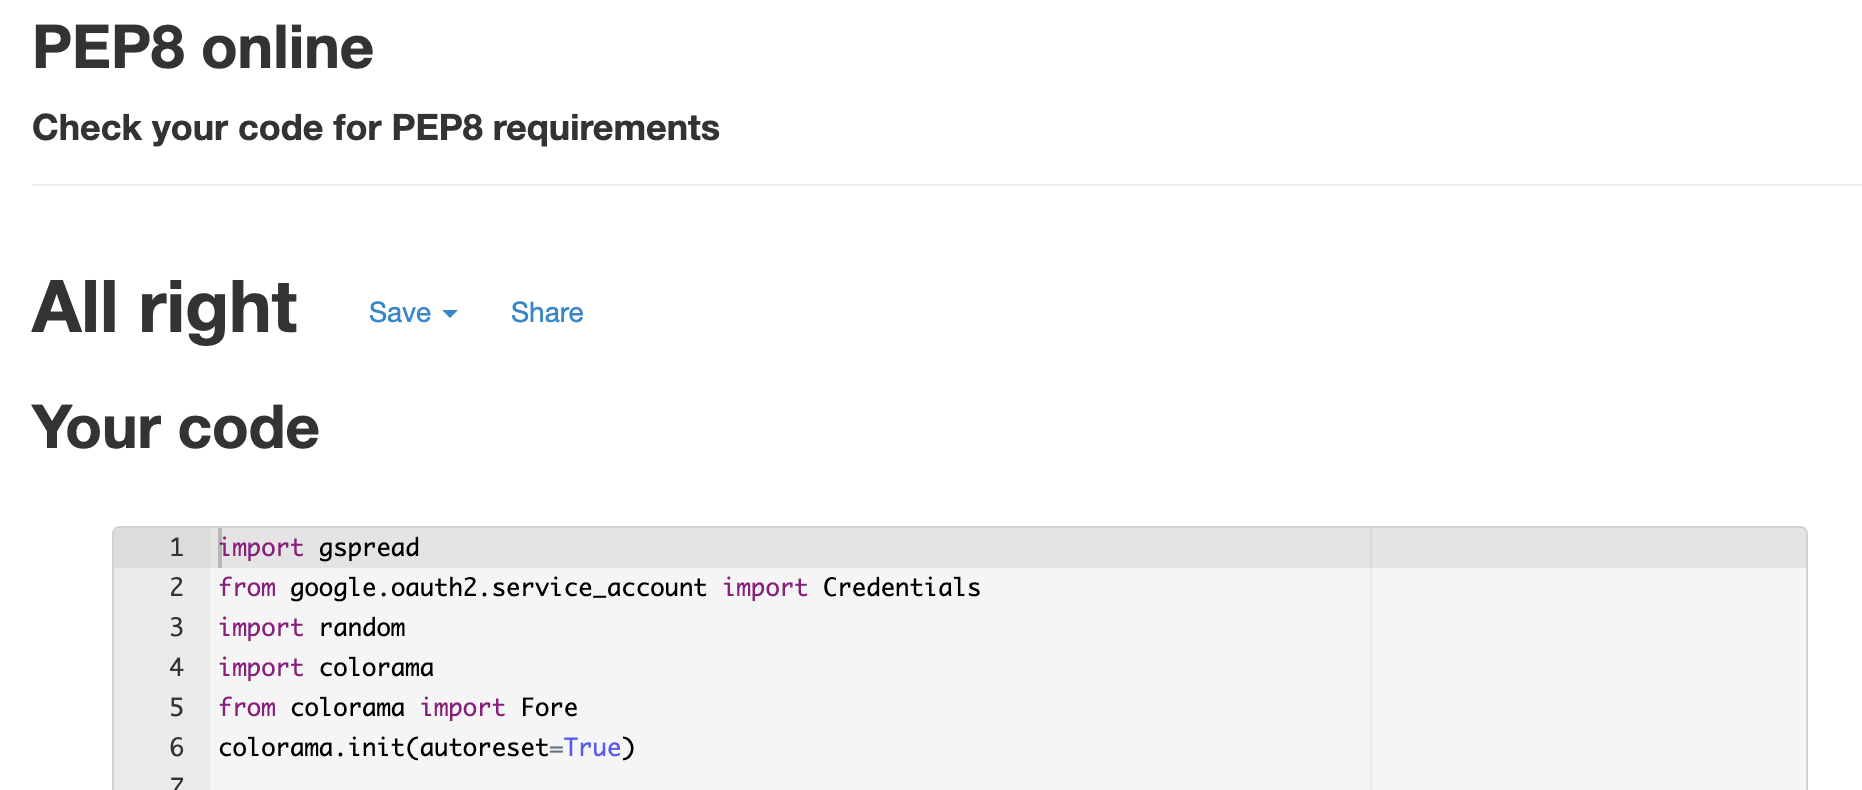 PEP8 online
Check your code for PEP8 requirements
All right Save Share
Your code
1 import gspread
2 from google.oauth2.service_account import Credentials
3 import random
4 import colorama
5 from colorama import Fore
6 colorama.init(autoreset=True)
7